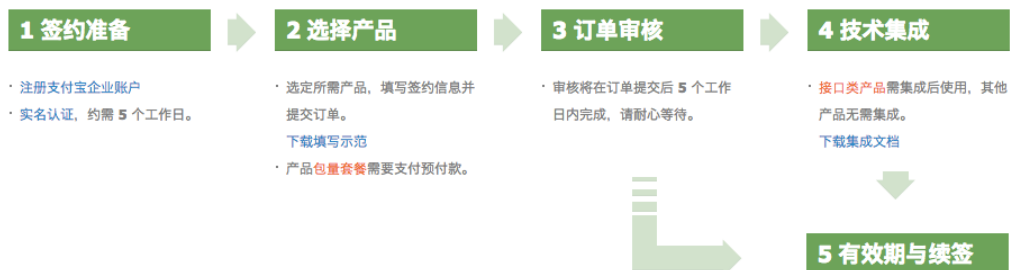 1 签约准备
· 注册支付宝企业账户
· 实名认证，约需 5 个工作日。
2 选择产品
· 选定所需产品，填写签约信息并
提交订单。
下载填写示范
· 产品包量套餐需要支付预付款。
3 订单审核
· 审核将在订单提交后 5 个工作
日内完成，请耐心等待。
4 技术集成
· 接口类产品需集成后使用，其他
产品无需集成。
下载集成文档
5 有效期与续签